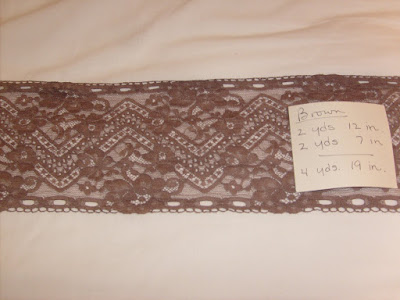 Brown
2 yds 12 in
2 yds 7 in
4 yds. 19 in.